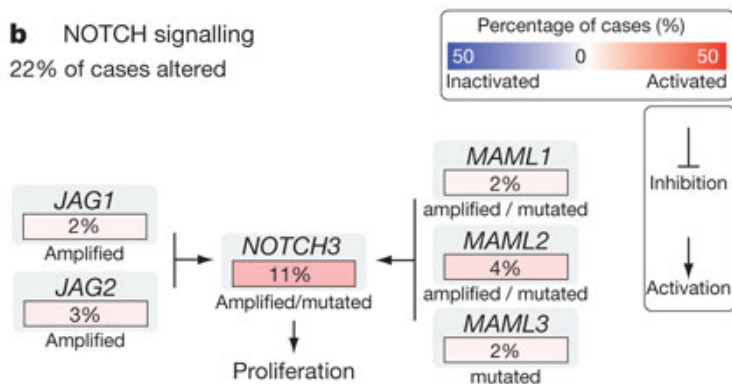 b NOTCH signalling
22% of cases altered
Percentage of cases (%)
50 0 50
Inactivated Activated
Inhibition
Activation
JAG1
2%
Amplified
JAG2
3%
Amplified
NOTCH3
11%
Amplified/mutated
Proliferation
MAML1
2%
amplified / mutated
MAML2
4%
amplified / mutated
MAML3
2%
mutated